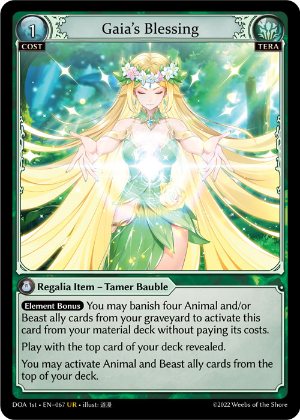 1
Gaia's Blessing
COST
TERA
Regalia Item – Tamer Bauble
Element Bonus You may banish four Animal and/or
Beast ally cards from your graveyard to activate this
card from your material deck without paying its costs.
Play with the top card of your deck revealed.
You may activate Animal and Beast ally cards from the
top of your deck.
DOA 1st • EN-067 UR • illust:
©2022 Weebs of the Shore